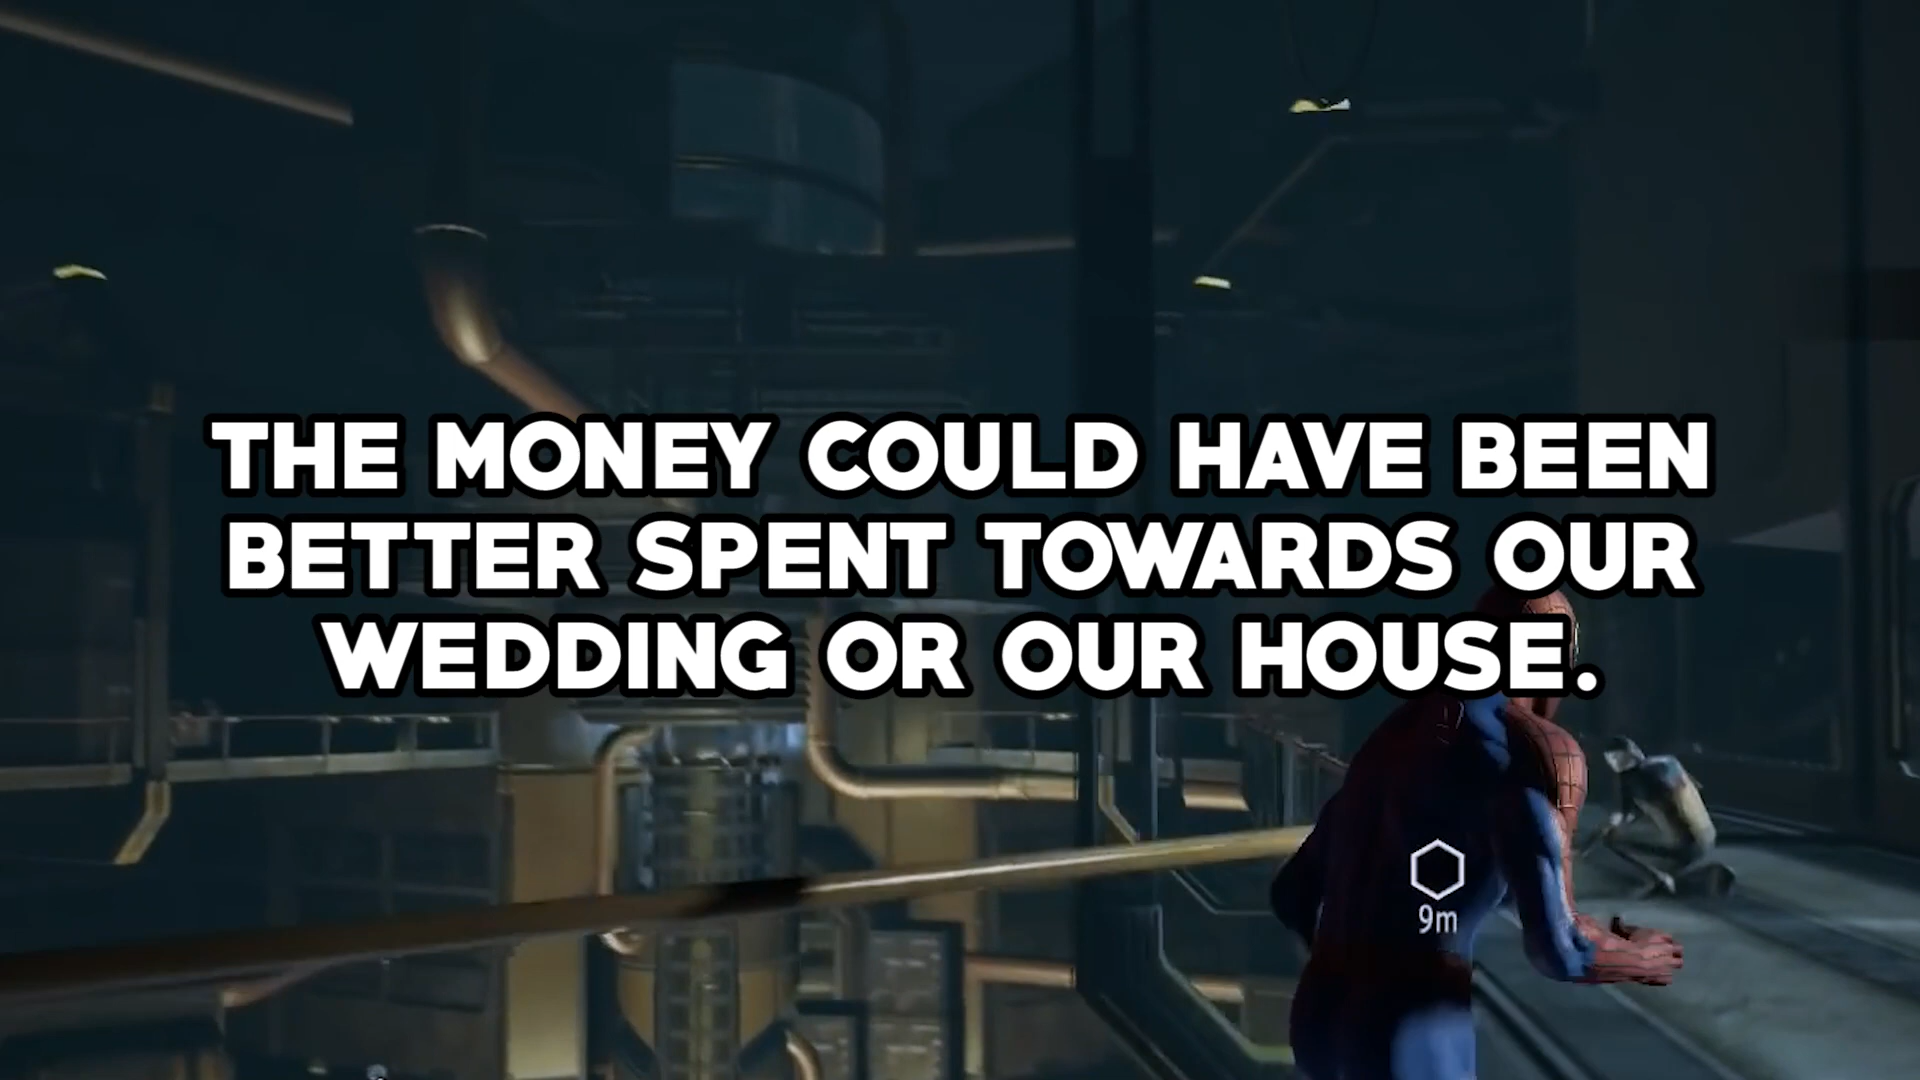 THE MONEY COULD HAVE BEEN
BETTER SPENT TOWARDS OUR
WEDDING OR OUR HOUSE.
9m